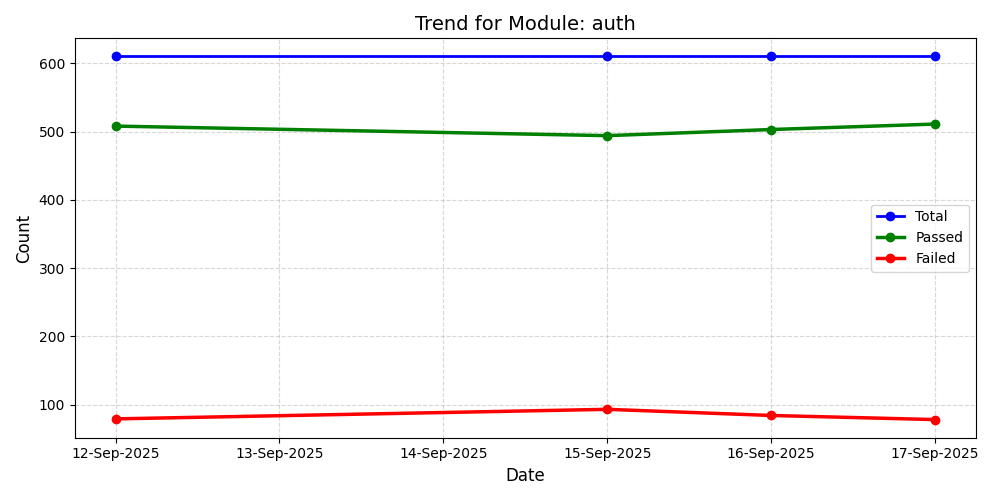 Trend for Module: auth
600
500
400
300
200
100
Count
Total
Passed
Failed
12-Sep-2025
13-Sep-2025
14-Sep-2025
15-Sep-2025
16-Sep-2025
17-Sep-2025
Date